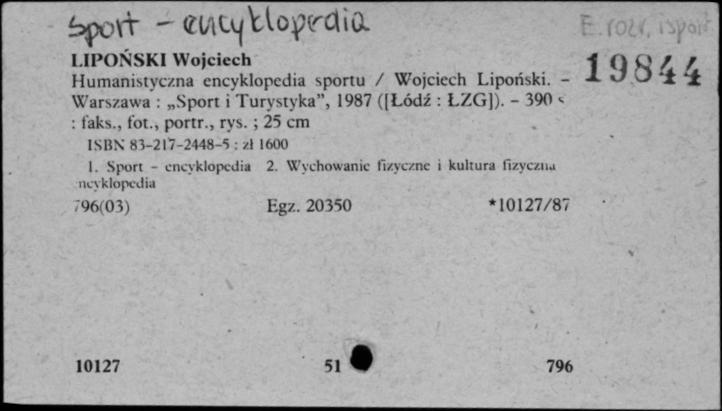 sport - encyklopedia
E. rozr. i sport
LIPOŃSKI Wojciech
19844
Humanistyczna encyklopedia sportu / Wojciech Lipoński. –
Warszawa : „Sport i Turystyka”, 1987 ([Łódź : ŁZG]). – 390 s
: faks., fot., portr., rys. ; 25 cm
ISBN 83-217-2448-5 : zł 1600
1. Sport - encyklopedia 2. Wychowanie fizyczne i kultura fizyczna
ncyklopedia
796(03) Egz. 20350 *10127/87
10127 51 796